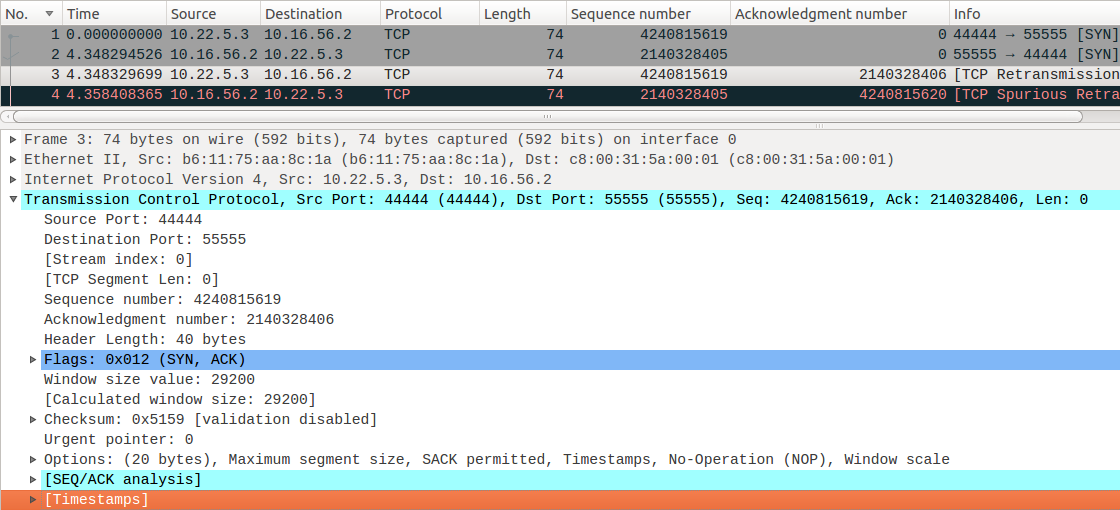 No. Time Source Destination Protocol Length Sequence number Acknowledgment number Info
1 0.000000000 10.22.5.3 10.16.56.2 TCP 74 4240815619 0 44444 → 55555 [SYN]
2 4.348294526 10.16.56.2 10.22.5.3 TCP 74 2140328405 0 55555 → 44444 [SYN]
3 4.348329699 10.22.5.3 10.16.56.2 TCP 74 4240815619 2140328406 [TCP Retransmission
4 4.358408365 10.16.56.2 10.22.5.3 TCP 74 2140328405 4240815620 [TCP Spurious Retra
Frame 3: 74 bytes on wire (592 bits), 74 bytes captured (592 bits) on interface 0
Ethernet II, Src: b6:11:75:aa:8c:1a (b6:11:75:aa:8c:1a), Dst: c8:00:31:5a:00:01 (c8:00:31:5a:00:01)
Internet Protocol Version 4, Src: 10.22.5.3, Dst: 10.16.56.2
Transmission Control Protocol, Src Port: 44444 (44444), Dst Port: 55555 (55555), Seq: 4240815619, Ack: 2140328406, Len: 0
Source Port: 44444
Destination Port: 55555
[Stream index: 0]
[TCP Segment Len: 0]
Sequence number: 4240815619
Acknowledgment number: 2140328406
Header Length: 40 bytes
Flags: 0x012 (SYN, ACK)
Window size value: 29200
[Calculated window size: 29200]
Checksum: 0x5159 [validation disabled]
Urgent pointer: 0
Options: (20 bytes), Maximum segment size, SACK permitted, Timestamps, No-Operation (NOP), Window scale
[SEQ/ACK analysis]
[Timestamps]